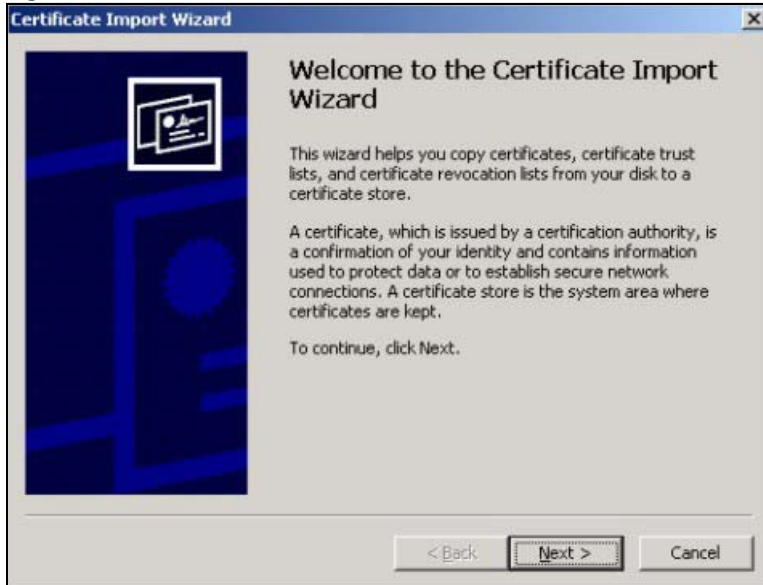 Certificate Import Wizard
Welcome to the Certificate Import
Wizard
This wizard helps you copy certificates, certificate trust
lists, and certificate revocation lists from your disk to a
certificate store.
A certificate, which is issued by a certification authority, is
a confirmation of your identity and contains information
used to protect data or to establish secure network
connections. A certificate store is the system area where
certificates are kept.
To continue, click Next.
< Back
Next >
Cancel